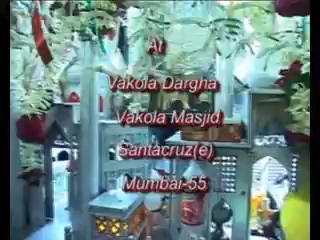 At
Vakola Dargha
Vakola Masjid
Santacruz(e)
Mumbai-55